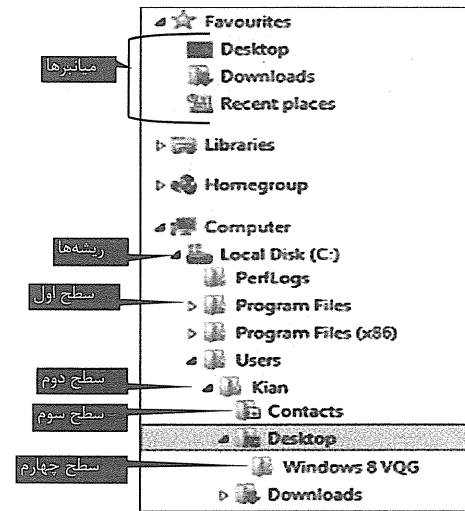 Favourites
Desktop
میانبرها
Downloads
Recent places
Libraries
Homegroup
Computer
ریشه‌ها
Local Disk (C:)
PerfLogs
سطح اول
Program Files
Program Files (x86)
Users
سطح دوم
Kian
سطح سوم
Contacts
Desktop
سطح چهارم
Windows 8 VQG
Downloads